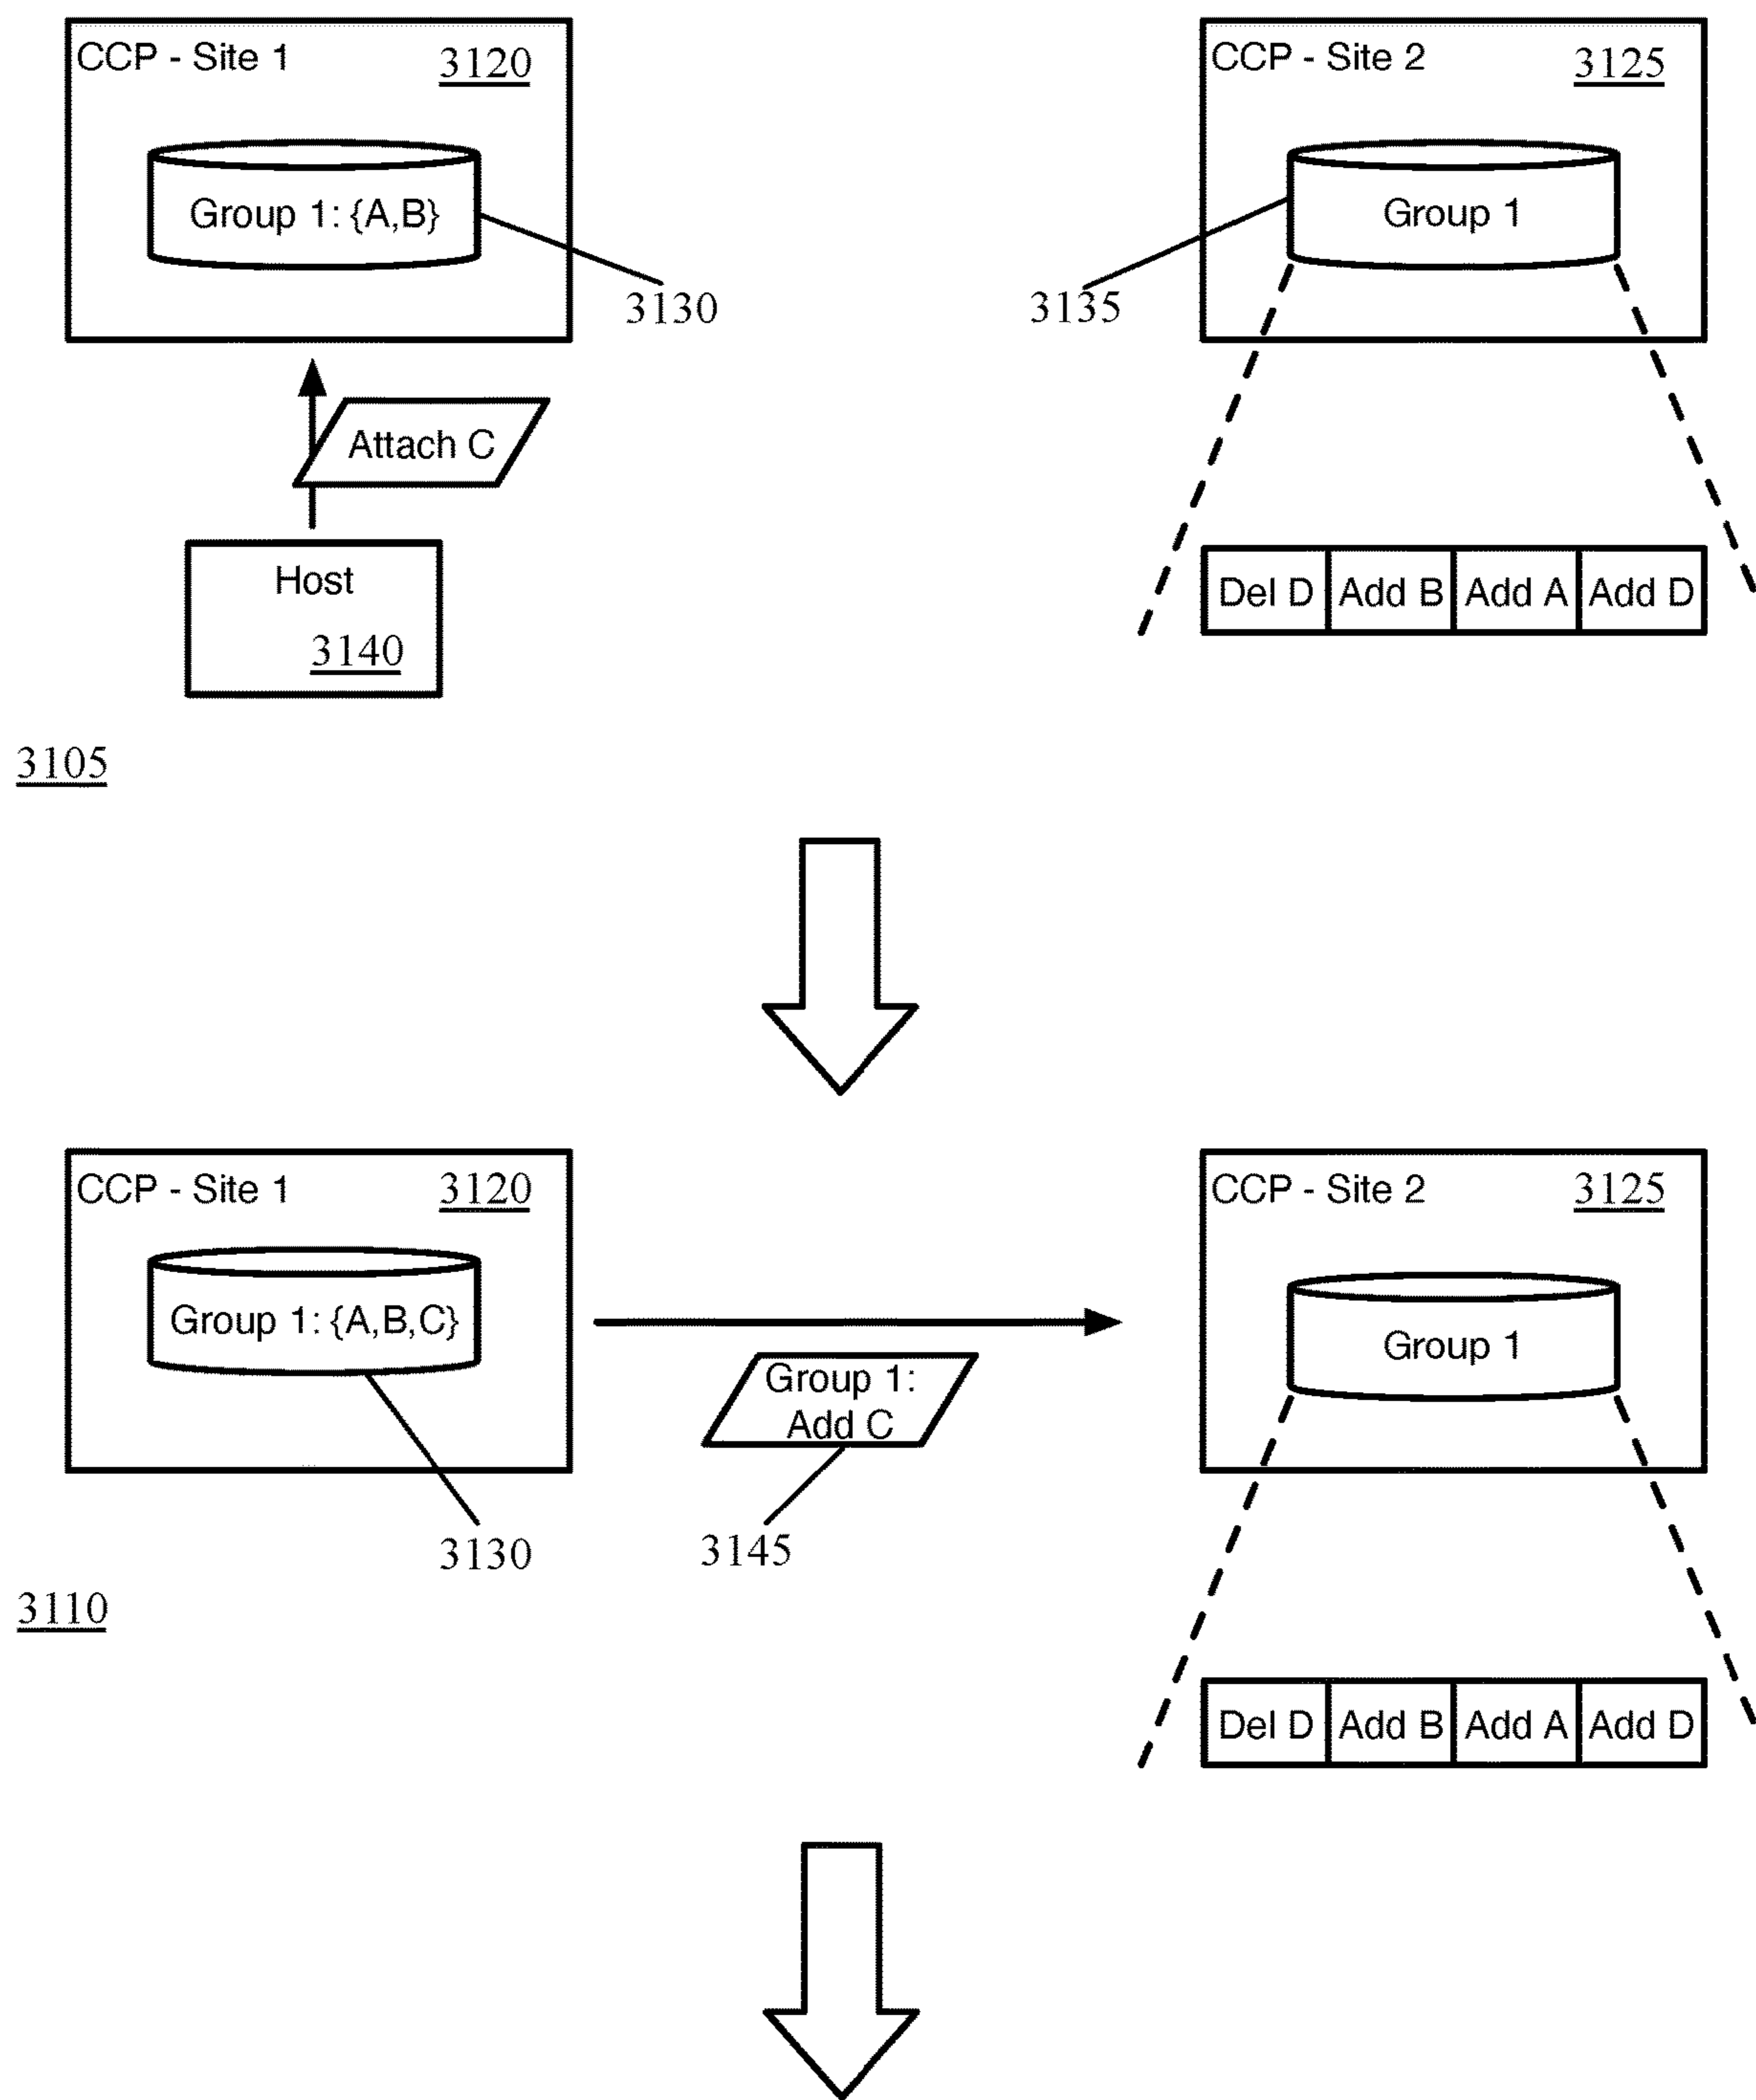 CCP - Site 1
3120
Group 1: {A,B}
3130
CCP - Site 2
3125
Group 1
3135
Attach C
Host
3140
Del D
Add B
Add A
Add D
3105
CCP - Site 1
3120
Group 1: {A,B,C}
3130
Group 1:
Add C
3145
CCP - Site 2
3125
Group 1
Del D
Add B
Add A
Add D
3110